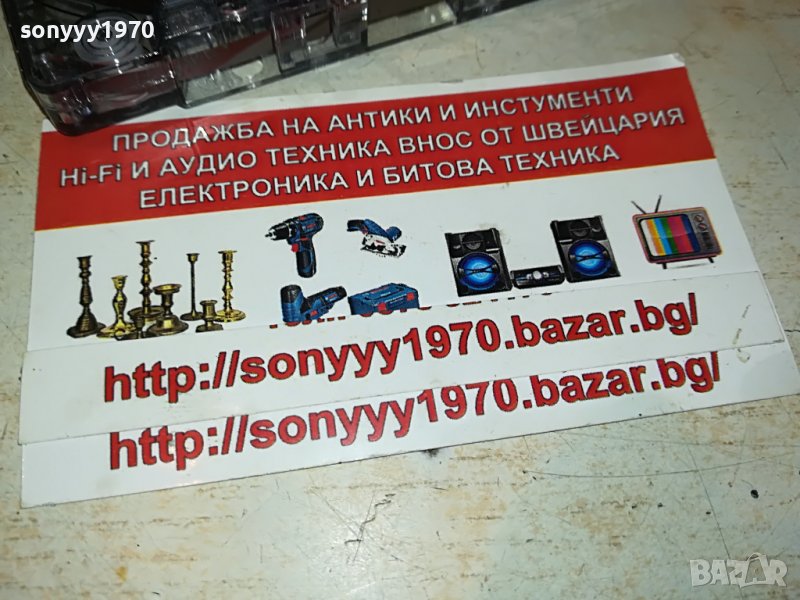 sonyyy1970
ПРОДАЖБА НА АНТИКИ И ИНСТУМЕНТИ
Hi-Fi И АУДИО ТЕХНИКА ВНОС ОТ ШВЕЙЦАРИЯ
ЕЛЕКТРОНИКА И БИТОВА ТЕХНИКА
http://sonyyy1970.bazar.bg/
http://sonyyy1970.bazar.bg/
BAZAR